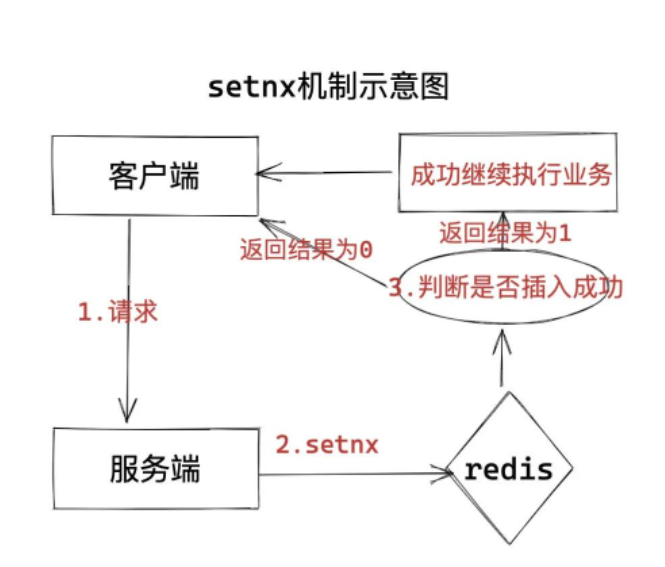 setnx机制示意图
客户端
成功继续执行业务
返回结果为0
返回结果为1
3.判断是否插入成功
1.请求
2.setnx
服务端
redis